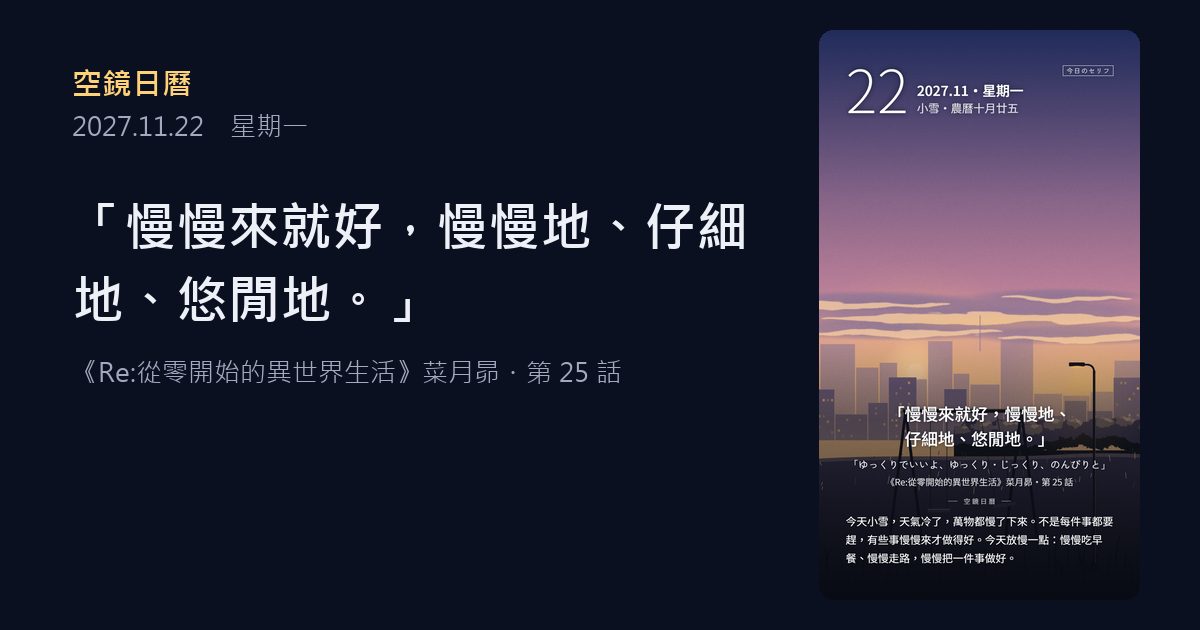 空鏡日曆
2027.11.22　星期一
「慢慢來就好，慢慢地、仔細
地、悠閒地。」
《Re:從零開始的異世界生活》菜月昴・第 25 話
22
2027.11・星期一
小雪・農曆十月廿五
今日のセリフ
「慢慢來就好，慢慢地、
仔細地、悠閒地。」
「ゆっくりでいいよ、ゆっくり・じっくり、のんびりと」
《Re:從零開始的異世界生活》菜月昴・第 25 話
— 空鏡日曆 —
今天小雪，天氣冷了，萬物都慢了下來。不是每件事都要
趕，有些事慢慢來才做得好。今天放慢一點：慢慢吃早
餐、慢慢走路，慢慢把一件事做好。